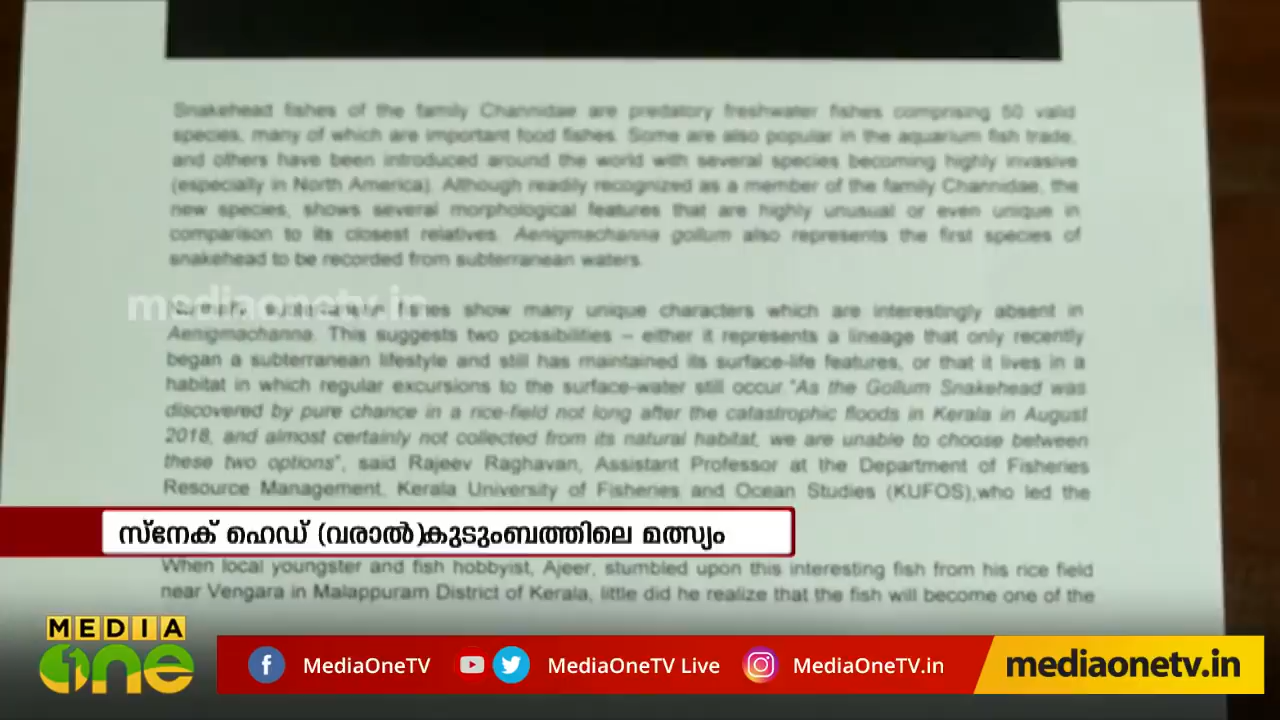 Snakehead fishes of the family Channidae are predatory freshwater fishes comprising 50 valid
species, many of which are important food fishes. Some are also popular in the aquarium fish trade,
and others have been introduced around the world with several species becoming highly invasive
(especially in North America). Although readily recognized as a member of the family Channidae, the
new species, shows several morphological features that are highly unusual or even unique in
comparison to its closest relatives. Aenigmachanna gollum also represents the first species of
snakehead to be recorded from subterranean waters.
mediaonetv.in
fishes show many unique characters which are interestingly absent in
Aenigmachanna. This suggests two possibilities – either it represents a lineage that only recently
began a subterranean lifestyle and still has maintained its surface-life features, or that it lives in a
habitat in which regular excursions to the surface-water still occur. "As the Gollum Snakehead was
discovered by pure chance in a rice-field not long after the catastrophic floods in Kerala in August
2018, and almost certainly not collected from its natural habitat, we are unable to choose between
these two options", said Rajeev Raghavan, Assistant Professor at the Department of Fisheries
Resource Management, Kerala University of Fisheries and Ocean Studies (KUFOS),who led the
സ്നേക് ഹെഡ് (വരാൽ)കുടുംബത്തിലെ മത്സ്യം
When local youngster and fish hobbyist, Ajeer, stumbled upon this interesting fish from his rice field
near Vengara in Malappuram District of Kerala, little did he realize that the fish will become one of the
MEDIA
one
MediaOneTV
MediaOneTV Live
MediaOneTV.in
mediaonetv.in